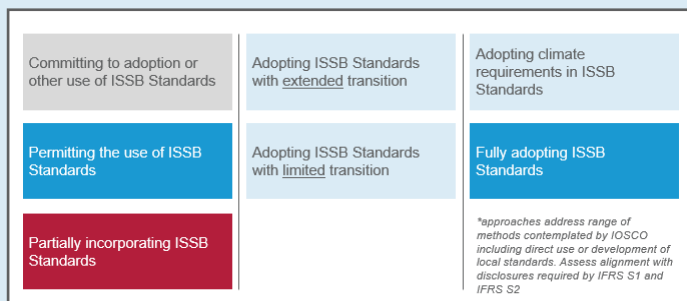 Committing to adoption or
other use of ISSB Standards
Permitting the use of ISSB
Standards
Partially incorporating ISSB
Standards
Adopting ISSB Standards
with extended transition
Adopting ISSB Standards
with limited transition
Adopting climate
requirements in ISSB
Standards
Fully adopting ISSB
Standards
*approaches address range of
methods contemplated by IOSCO
including direct use or development of
local standards. Assess alignment with
disclosures required by IFRS S1 and
IFRS S2